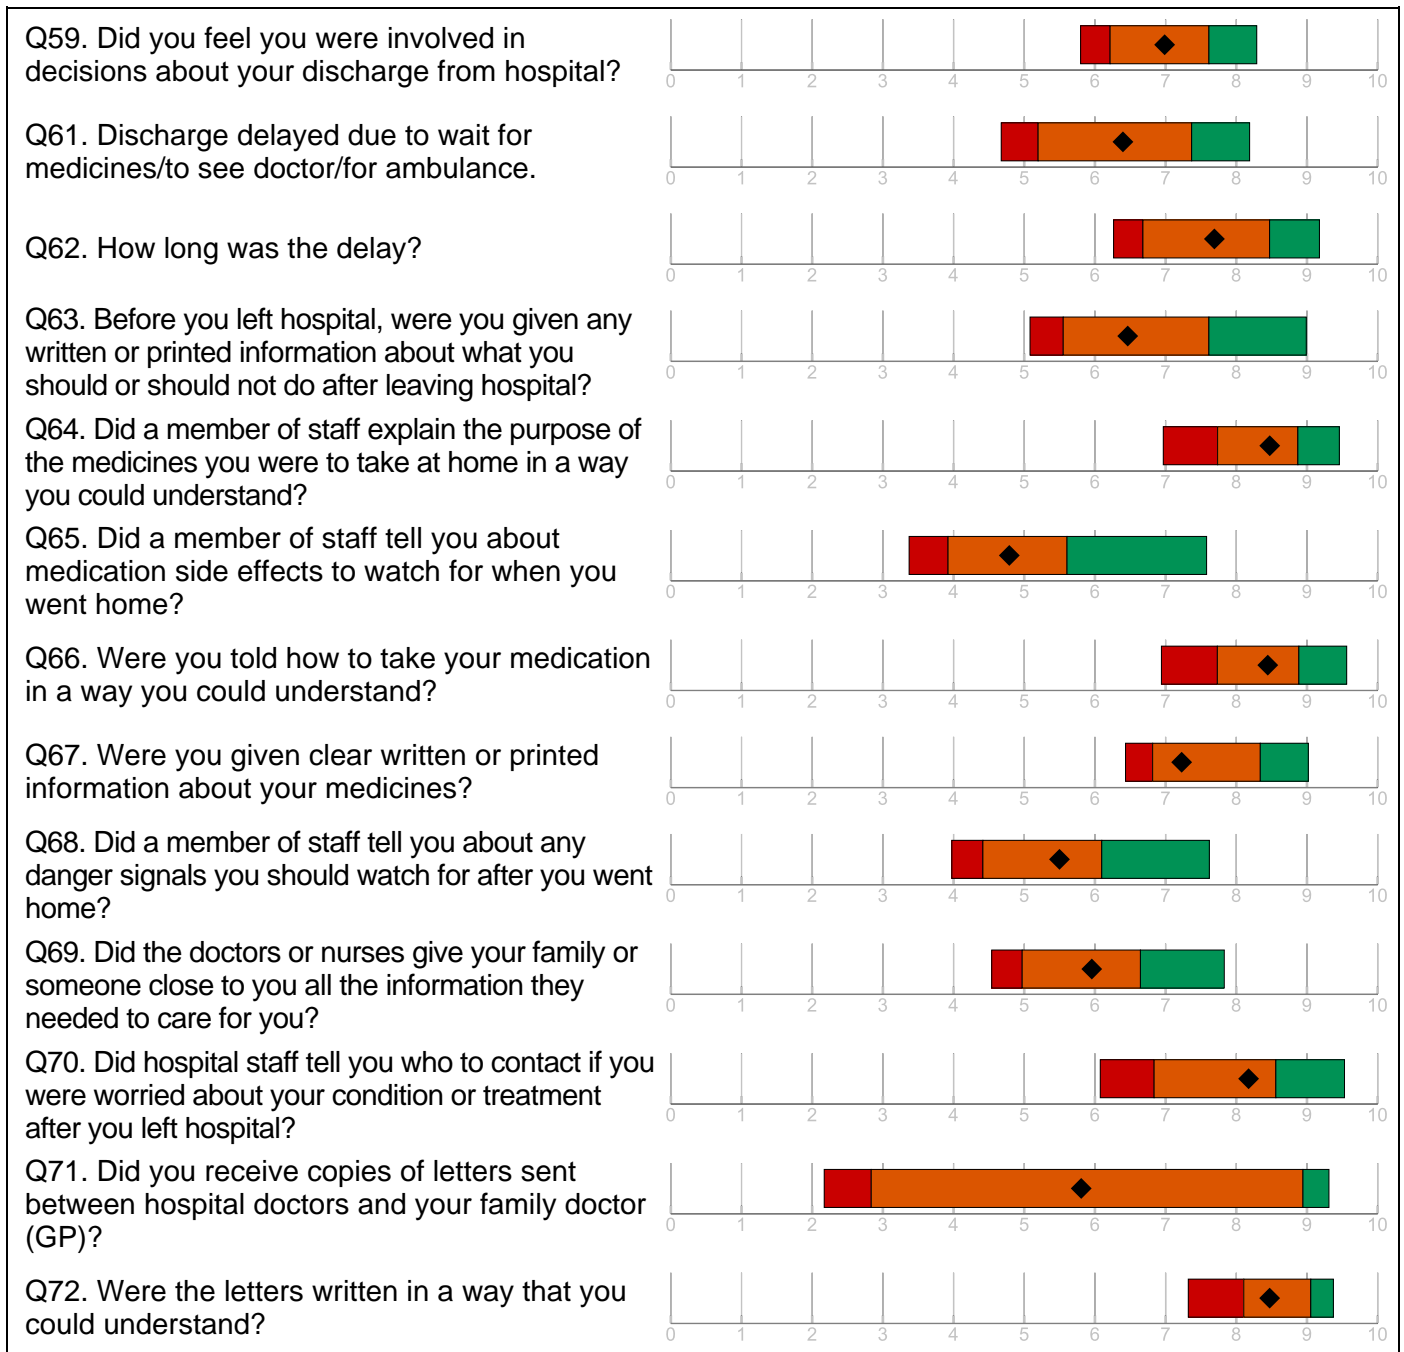 Q59. Did you feel you were involved in
decisions about your discharge from hospital?
0 1 2 3 4 5 6 7 8 9 10
Q61. Discharge delayed due to wait for
medicines/to see doctor/for ambulance.
0 1 2 3 4 5 6 7 8 9 10
Q62. How long was the delay?
0 1 2 3 4 5 6 7 8 9 10
Q63. Before you left hospital, were you given any
written or printed information about what you
should or should not do after leaving hospital?
0 1 2 3 4 5 6 7 8 9 10
Q64. Did a member of staff explain the purpose of
the medicines you were to take at home in a way
you could understand?
0 1 2 3 4 5 6 7 8 9 10
Q65. Did a member of staff tell you about
medication side effects to watch for when you
went home?
0 1 2 3 4 5 6 7 8 9 10
Q66. Were you told how to take your medication
in a way you could understand?
0 1 2 3 4 5 6 7 8 9 10
Q67. Were you given clear written or printed
information about your medicines?
0 1 2 3 4 5 6 7 8 9 10
Q68. Did a member of staff tell you about any
danger signals you should watch for after you went
home?
0 1 2 3 4 5 6 7 8 9 10
Q69. Did the doctors or nurses give your family or
someone close to you all the information they
needed to care for you?
0 1 2 3 4 5 6 7 8 9 10
Q70. Did hospital staff tell you who to contact if you
were worried about your condition or treatment
after you left hospital?
0 1 2 3 4 5 6 7 8 9 10
Q71. Did you receive copies of letters sent
between hospital doctors and your family doctor
(GP)?
0 1 2 3 4 5 6 7 8 9 10
Q72. Were the letters written in a way that you
could understand?
0 1 2 3 4 5 6 7 8 9 10